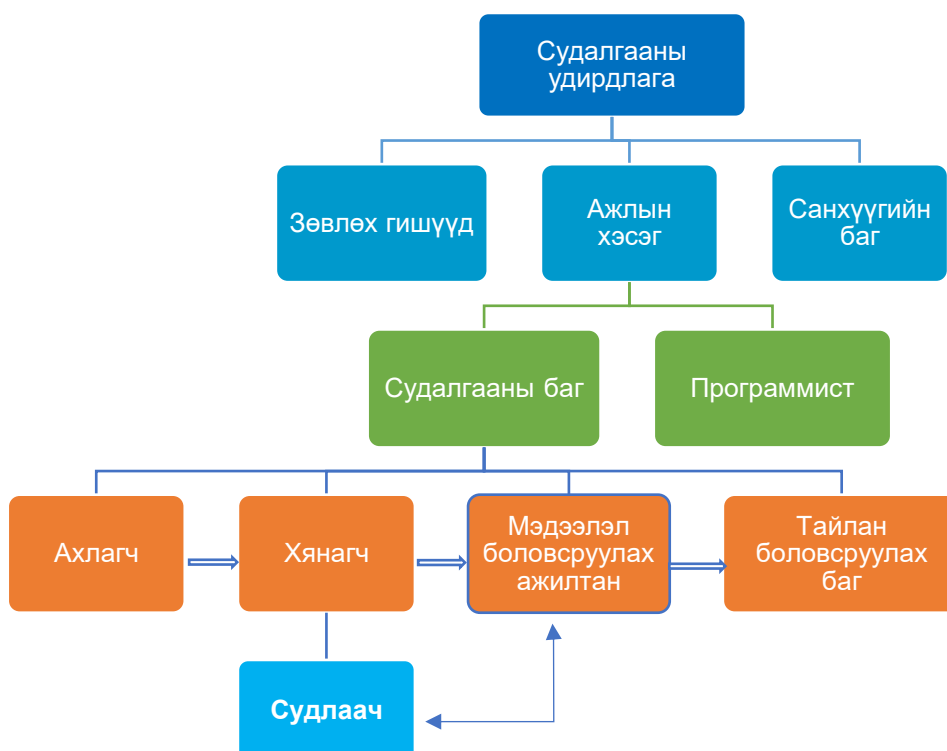 Судалгааны
удирдлага
Зөвлөх гишүүд
Ажлын
хэсэг
Санхүүгийн
баг
Судалгааны баг
Программист
Ахлагч
Хянагч
Мэдээлэл
боловсруулах
ажилтан
Тайлан
боловсруулах
баг
Судлаач